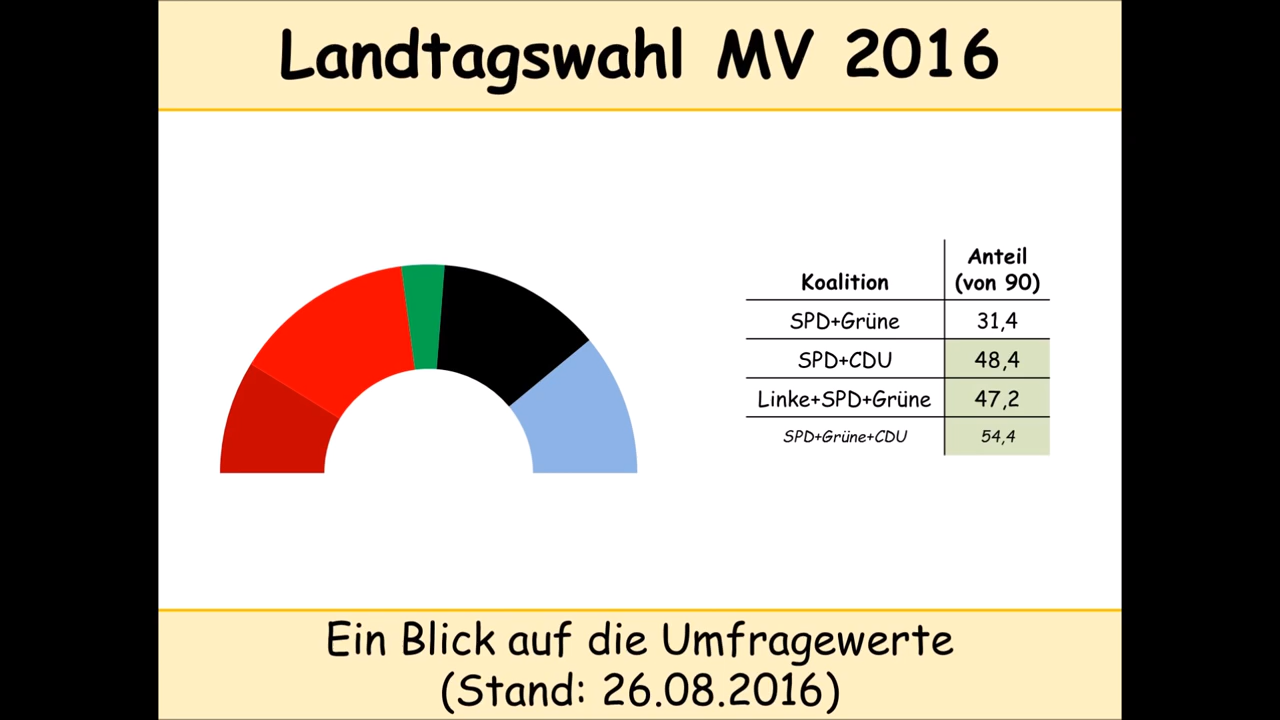 Landtagswahl MV 2016
Koalition Anteil (von 90)
SPD+Grüne 31,4
SPD+CDU 48,4
Linke+SPD+Grüne 47,2
SPD+Grüne+CDU 54,4
Ein Blick auf die Umfragewerte
(Stand: 26.08.2016)